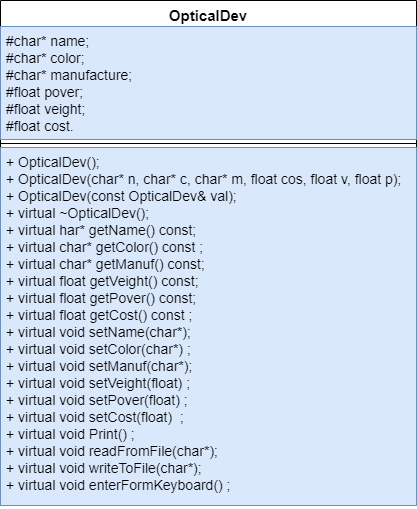 OpticalDev
#char* name;
#char* color;
#char* manufacture;
#float pover;
#float veight;
#float cost.
+ OpticalDev();
+ OpticalDev(char* n, char* c, char* m, float cos, float v, float p);
+ OpticalDev(const OpticalDev& val);
+ virtual ~OpticalDev();
+ virtual har* getName() const;
+ virtual char* getColor() const ;
+ virtual char* getManuf() const;
+ virtual float getVeight() const;
+ virtual float getPover() const;
+ virtual float getCost() const ;
+ virtual void setName(char*);
+ virtual void setColor(char*) ;
+ virtual void setManuf(char*);
+ virtual void setVeight(float) ;
+ virtual void setPover(float) ;
+ virtual void setCost(float)  ;
+ virtual void Print() ;
+ virtual void readFromFile(char*);
+ virtual void writeToFile(char*);
+ virtual void enterFormKeyboard() ;